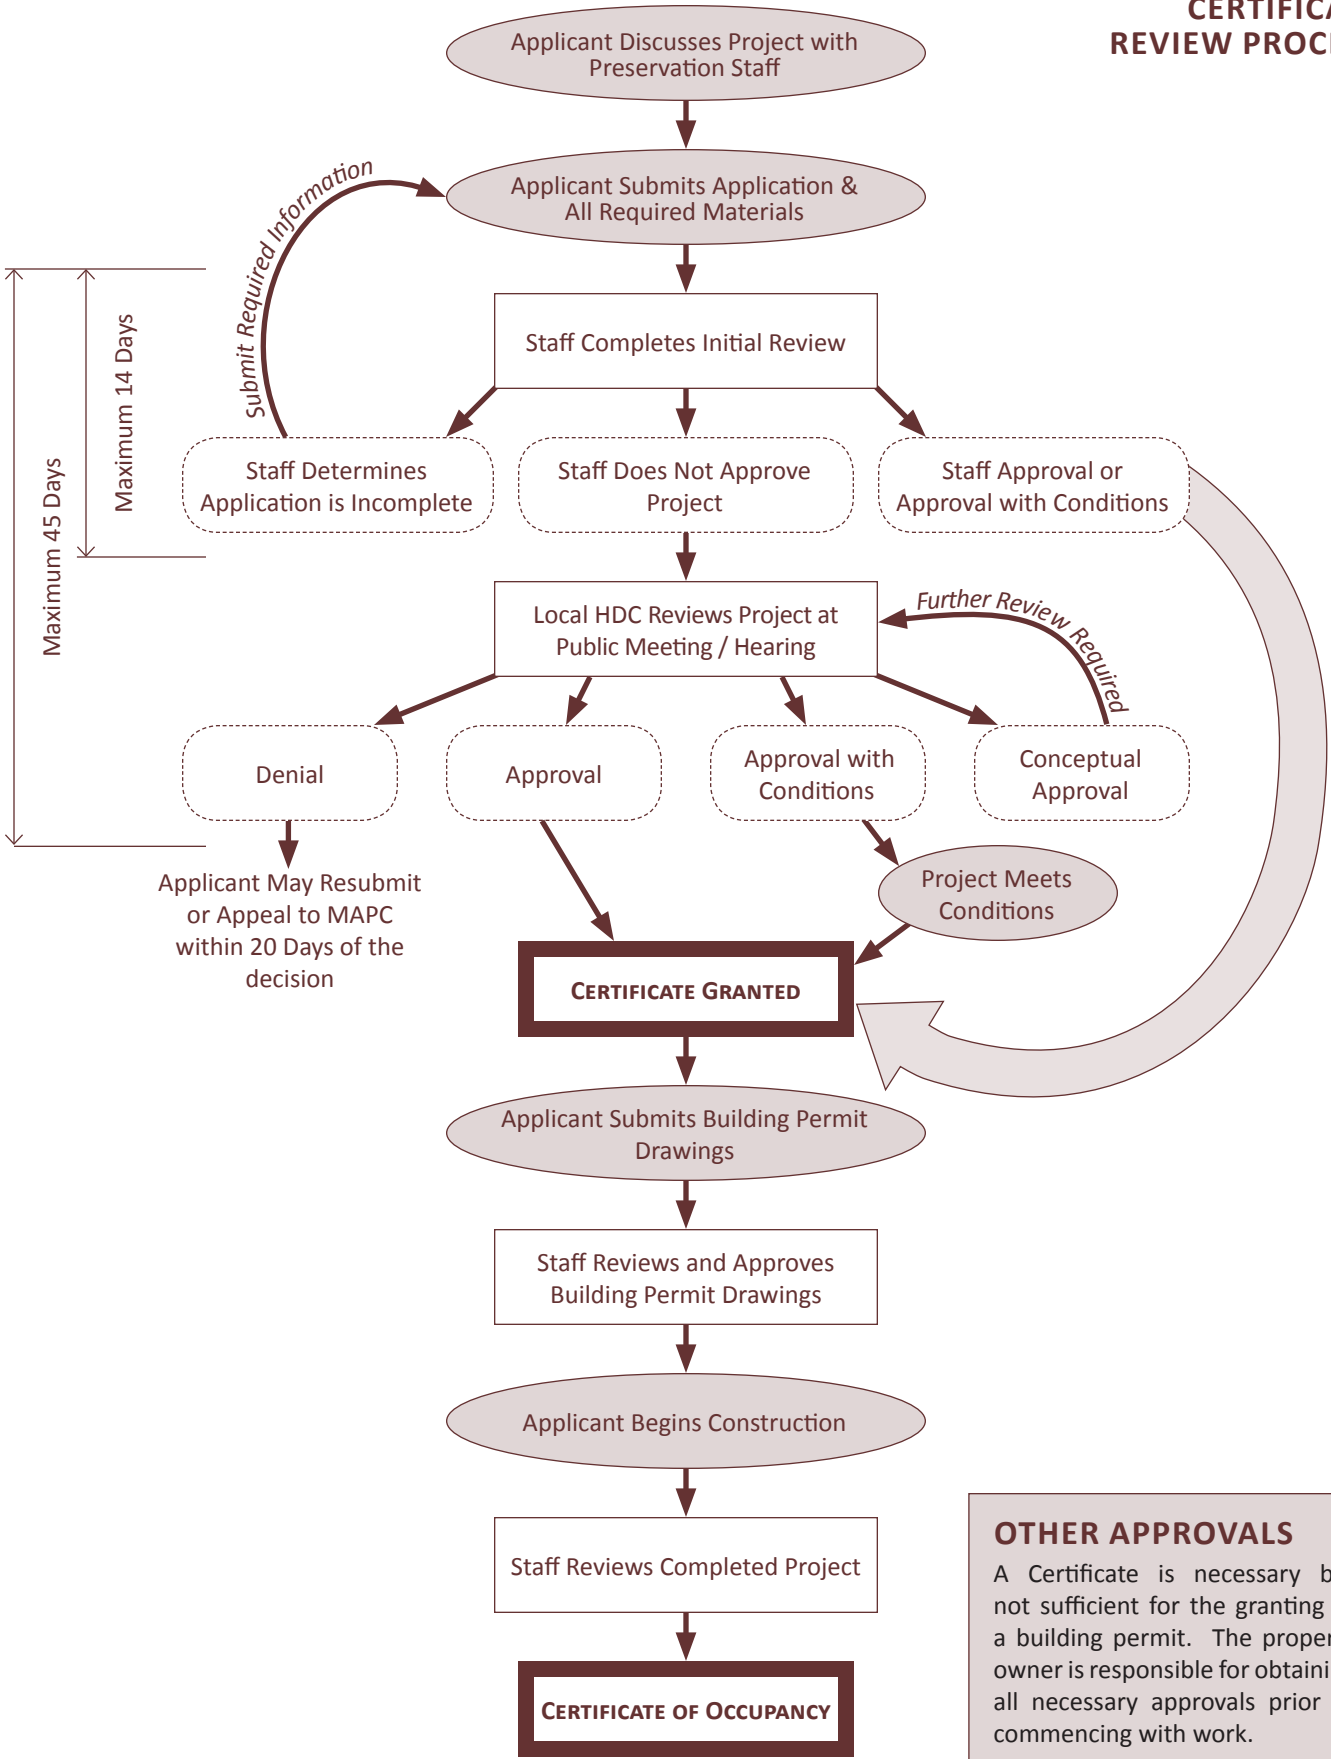 CERTIFICA
REVIEW PROC
Applicant Discusses Project with
Preservation Staff
Applicant Submits Application &
All Required Materials
Submit Required Information
Maximum 14 Days
Maximum 45 Days
Staff Completes Initial Review
Staff Determines
Application is Incomplete
Staff Does Not Approve
Project
Staff Approval or
Approval with Conditions
Local HDC Reviews Project at
Public Meeting / Hearing
Further Review Required
Denial
Approval
Approval with
Conditions
Conceptual
Approval
Applicant May Resubmit
or Appeal to MAPC
within 20 Days of the
decision
Project Meets
Conditions
CERTIFICATE GRANTED
Applicant Submits Building Permit
Drawings
Staff Reviews and Approves
Building Permit Drawings
Applicant Begins Construction
Staff Reviews Completed Project
CERTIFICATE OF OCCUPANCY
OTHER APPROVALS
A Certificate is necessary b
not sufficient for the granting
a building permit. The proper
owner is responsible for obtaini
all necessary approvals prior
commencing with work.